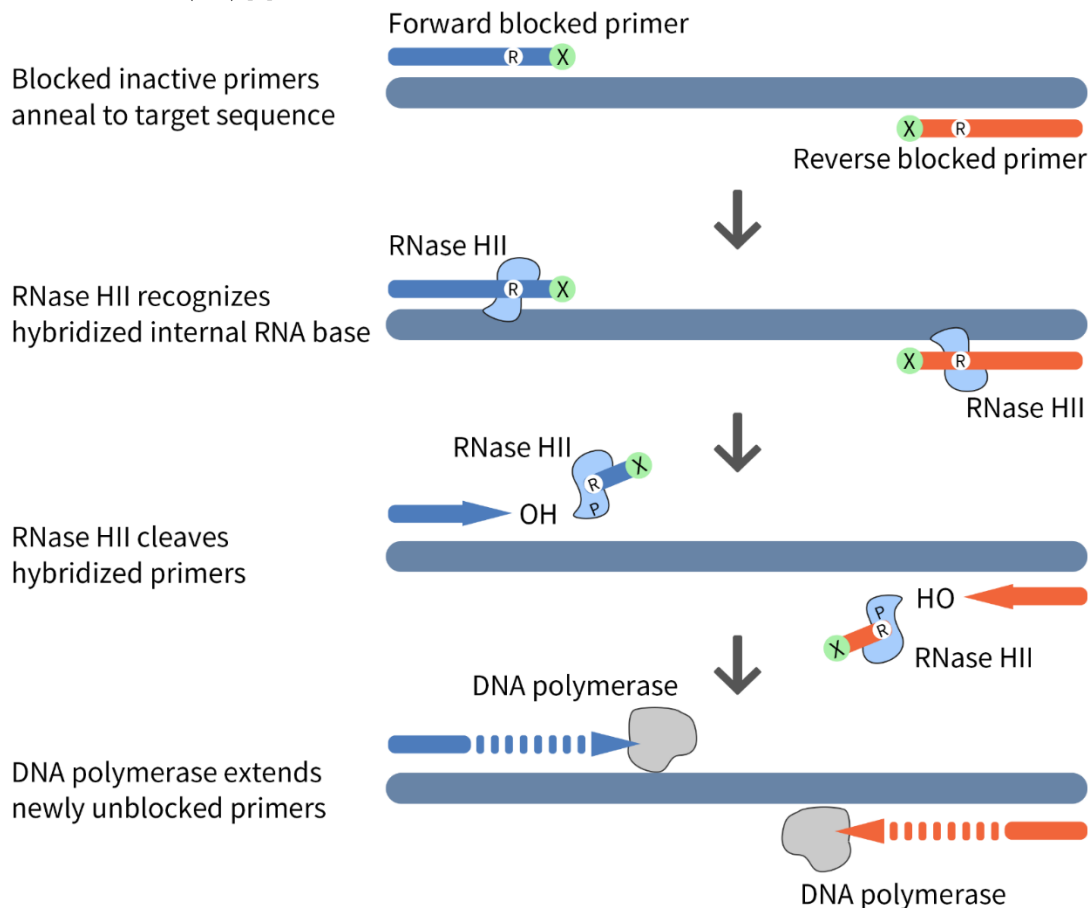 Forward blocked primer
R X
Blocked inactive primers
anneal to target sequence
X R
Reverse blocked primer
RNase HII
R X
RNase HII recognizes
hybridized internal RNA base
X R
RNase HII
RNase HII
X
R
P
OH
RNase HII cleaves
hybridized primers
HO
P
R
X
RNase HII
DNA polymerase
DNA polymerase extends
newly unblocked primers
DNA polymerase